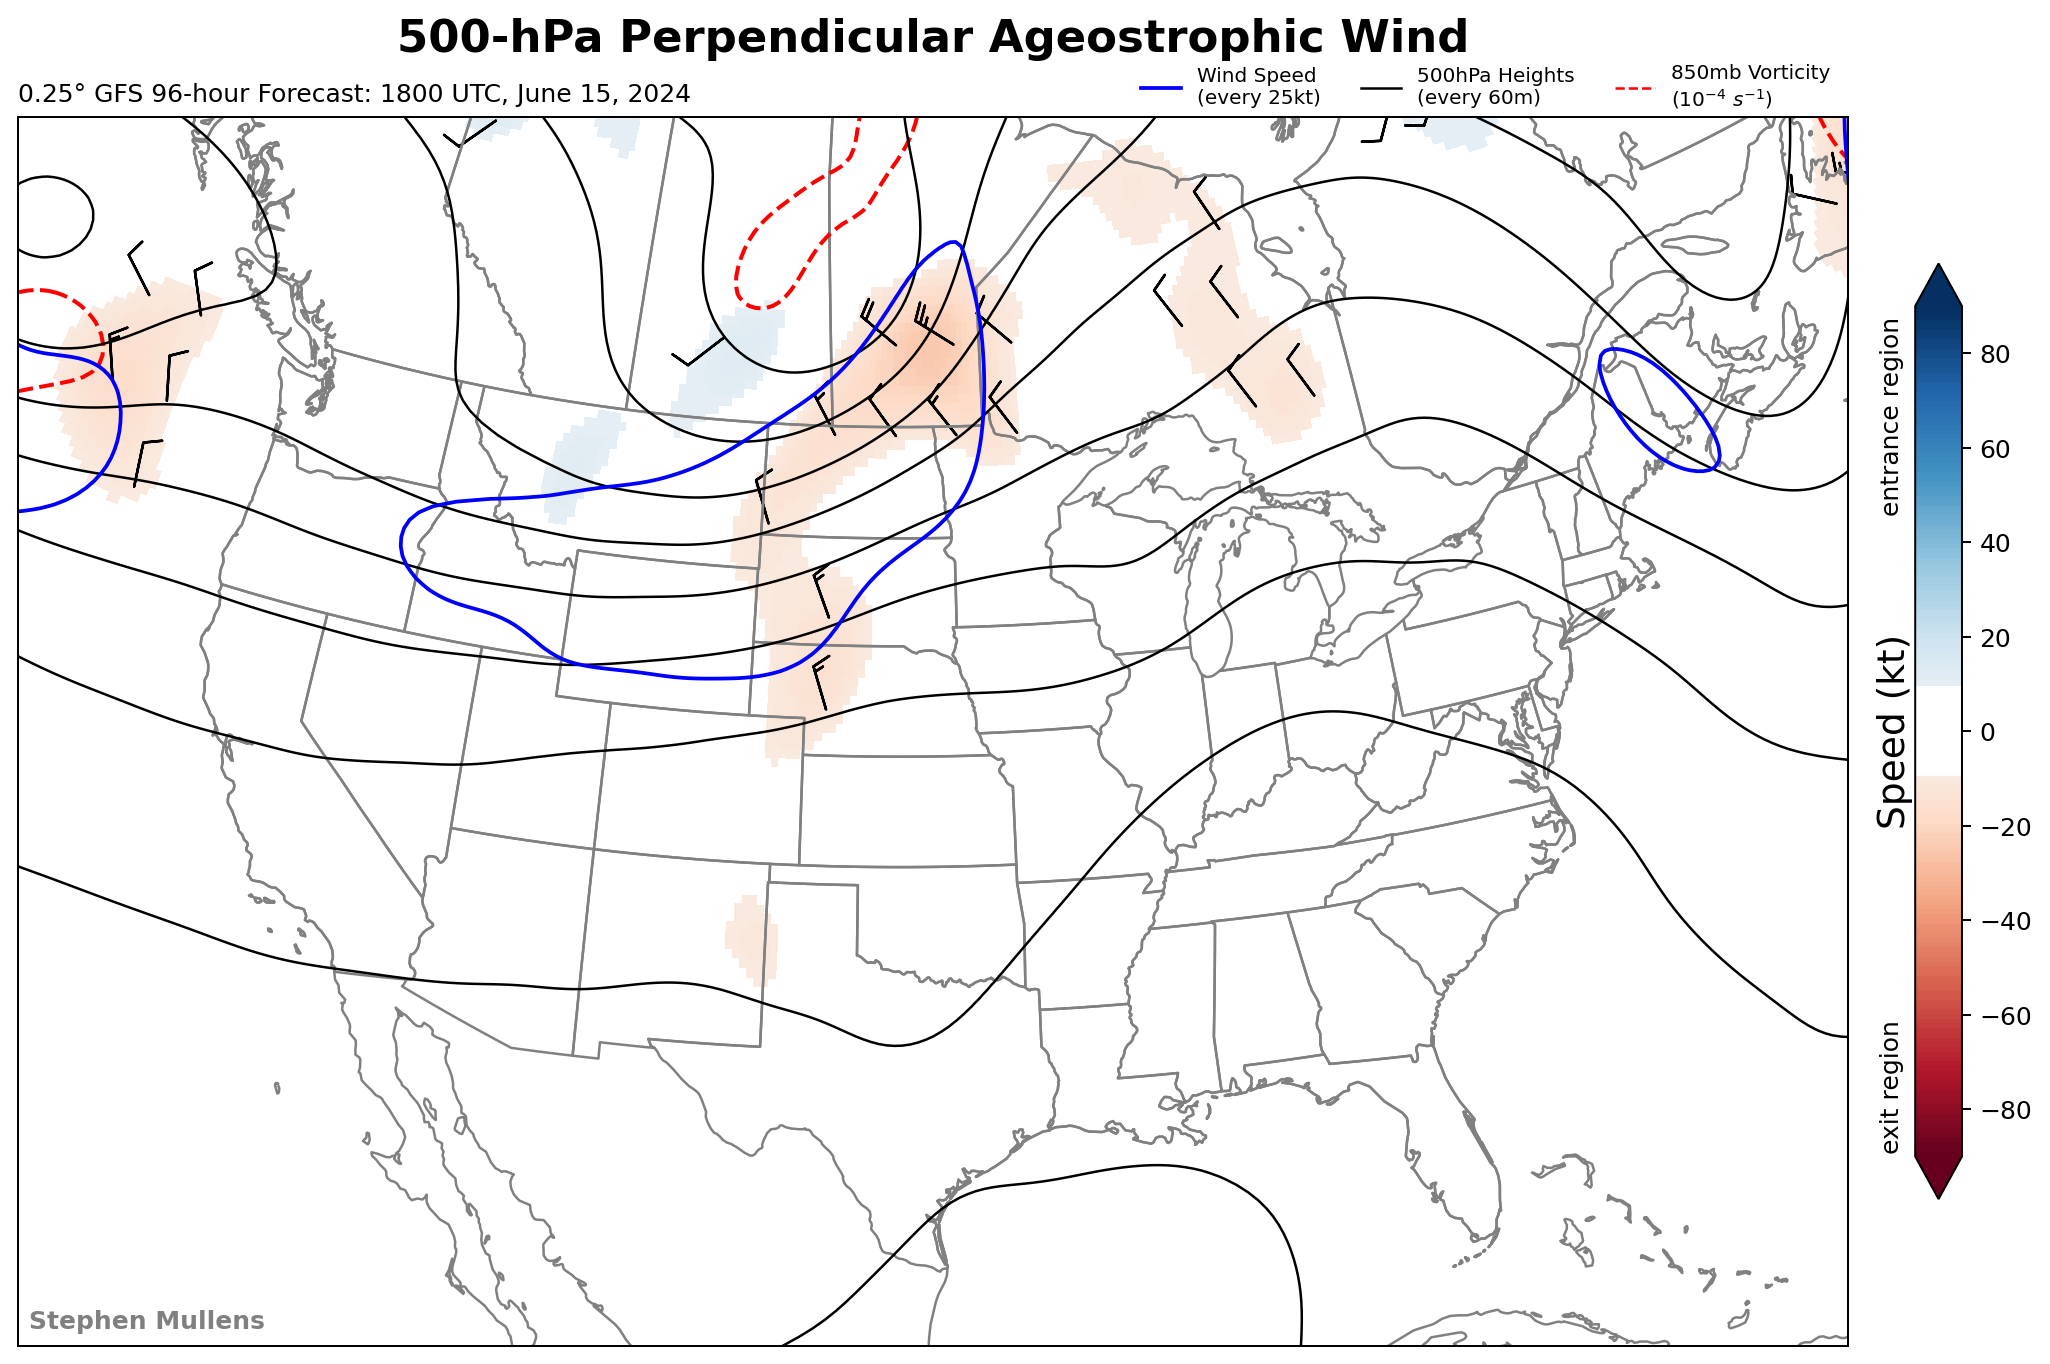 500-hPa Perpendicular Ageostrophic Wind
0.25° GFS 96-hour Forecast: 1800 UTC, June 15, 2024
Wind Speed
(every 25kt)
500hPa Heights
(every 60m)
850mb Vorticity
(10⁻⁴ s⁻¹)
entrance region
Speed (kt)
exit region
80
60
40
20
0
−20
−40
−60
−80
Stephen Mullens